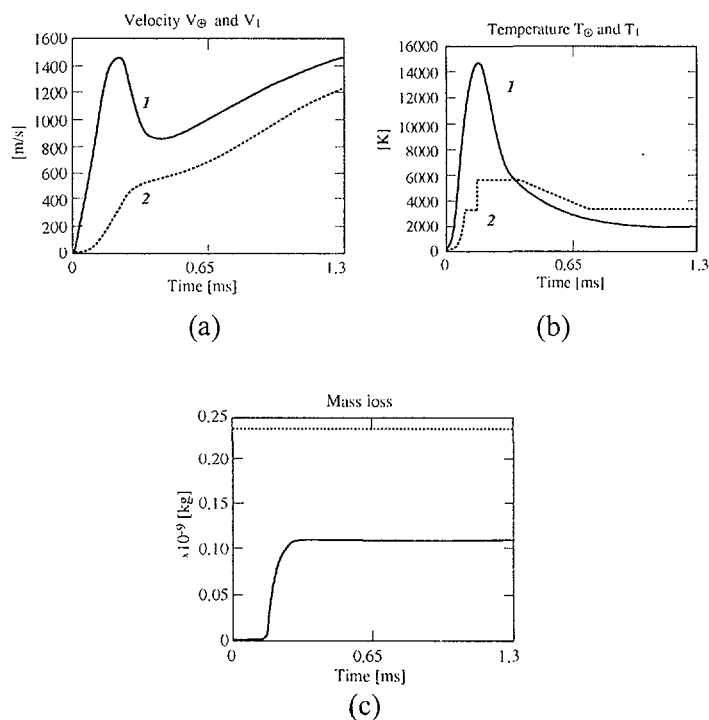 Velocity V⊕ and V1
1600
1400
1200
1000
800
600
400
200
0
[m/s]
1
2
0 0.65 1.3
Time [ms]
(a)
Temperature T⊕ and T1
16000
14000
12000
10000
8000
6000
4000
2000
0
[K]
1
2
0 0.65 1.3
Time [ms]
(b)
Mass loss
0.25
0.20
0.15
0.10
0.05
0
x10-9 [kg]
0 0.65 1.3
Time [ms]
(c)